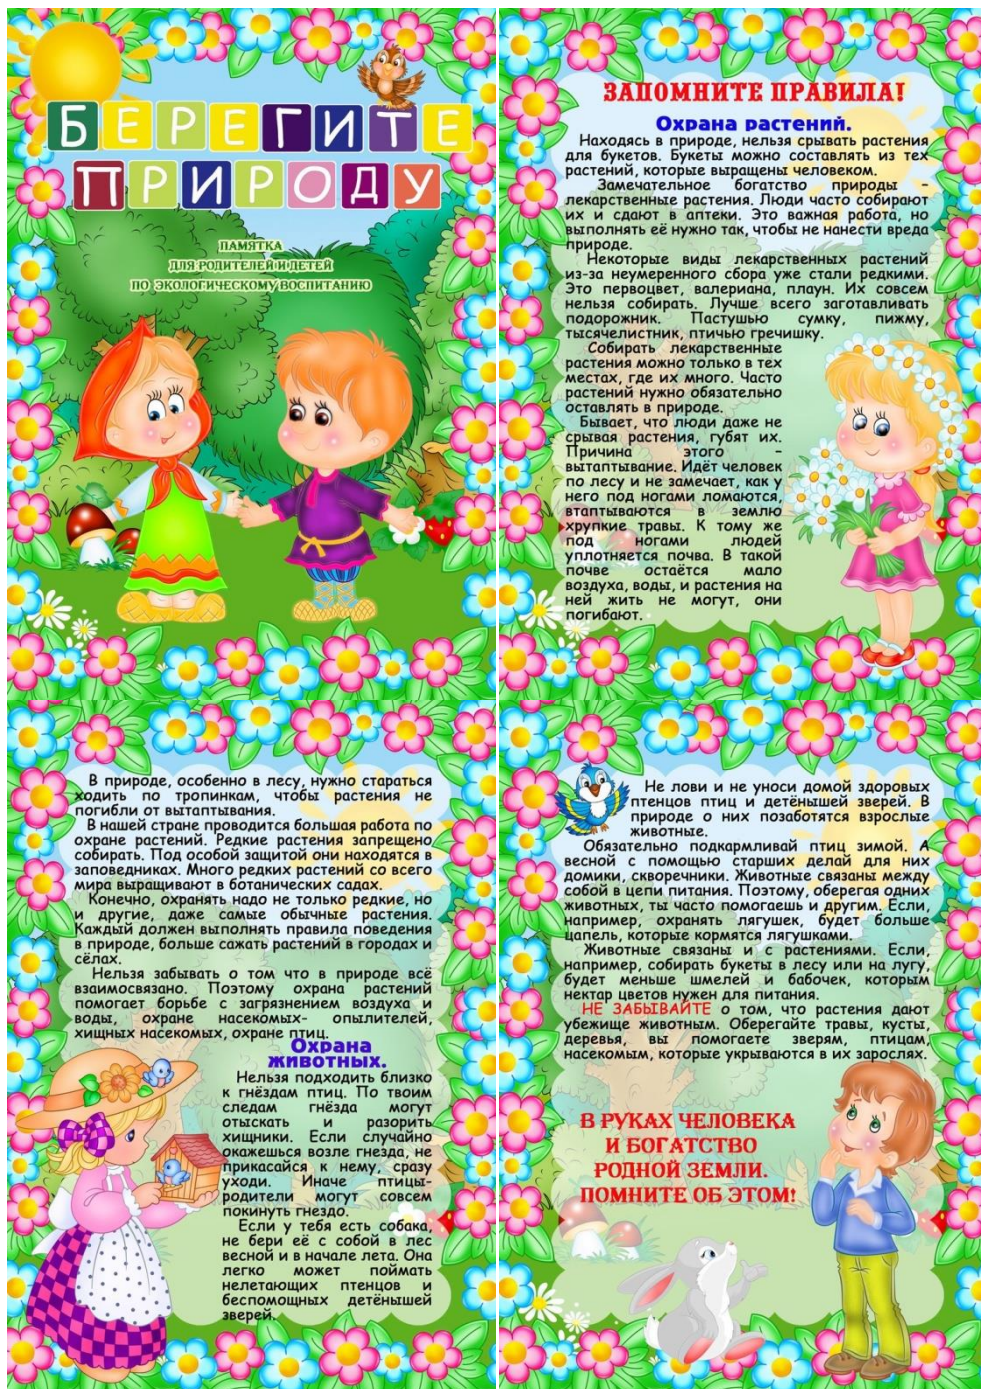 БЕРЕГИТЕ
ПРИРОДУ
ПАМЯТКА
ДЛЯ РОДИТЕЛЕЙ И ДЕТЕЙ
ПО ЭКОЛОГИЧЕСКОМУ ВОСПИТАНИЮ
ЗАПОМНИТЕ ПРАВИЛА!
Охрана растений.
Находясь в природе, нельзя срывать растения
для букетов. Букеты можно составлять из тех
растений, которые выращены человеком.
Замечательное богатство природы -
лекарственные растения. Люди часто собирают
их и сдают в аптеки. Это важная работа, но
выполнять её нужно так, чтобы не нанести вреда
природе.
Некоторые виды лекарственных растений
из-за неумеренного сбора уже стали редкими.
Это первоцвет, валериана, плаун. Их совсем
нельзя собирать. Лучше всего заготавливать
подорожник. Пастушью сумку, пижму,
тысячелистник, птичью гречишку.
Собирать лекарственные
растения можно только в тех
местах, где их много. Часто
растений нужно обязательно
оставлять в природе.
Бывает, что люди даже не
срывая растения, губят их.
Причина этого -
вытаптывание. Идёт человек
по лесу и не замечает, как у
него под ногами ломаются,
втаптываются в землю
хрупкие травы. К тому же
под ногами людей
уплотняется почва. В такой
почве остаётся мало
воздуха, воды, и растения на
ней жить не могут, они
погибают.
В природе, особенно в лесу, нужно стараться
ходить по тропинкам, чтобы растения не
погибли от вытаптывания.
В нашей стране проводится большая работа по
охране растений. Редкие растения запрещено
собирать. Под особой защитой они находятся в
заповедниках. Много редких растений со всего
мира выращивают в ботанических садах.
Конечно, охранять надо не только редкие, но
и другие, даже самые обычные растения.
Каждый должен выполнять правила поведения
в природе, больше сажать растений в городах и
сёлах.
Нельзя забывать о том что в природе всё
взаимосвязано. Поэтому охрана растений
помогает борьбе с загрязнением воздуха и
воды, охране насекомых- опылителей,
хищных насекомых, охране птиц.
Охрана
животных.
Нельзя подходить близко
к гнёздам птиц. По твоим
следам гнёзда могут
отыскать и разорить
хищники. Если случайно
окажешься возле гнезда, не
прикасайся к нему, сразу
уходи. Иначе птицы-
родители могут совсем
покинуть гнездо.
Если у тебя есть собака,
не бери её с собой в лес
весной и в начале лета. Она
легко может поймать
нелетающих птенцов и
беспомощных детёнышей
зверей.
Не лови и не уноси домой здоровых
птенцов птиц и детёнышей зверей. В
природе о них позаботятся взрослые
животные.
Обязательно подкармливай птиц зимой. А
весной с помощью старших делай для них
домики, скворечники. Животные связаны между
собой в цепи питания. Поэтому, оберегая одних
животных, ты часто помогаешь и другим. Если,
например, охранять лягушек, будет больше
цапель, которые кормятся лягушками.
Животные связаны и с растениями. Если,
например, собирать букеты в лесу или на лугу,
будет меньше шмелей и бабочек, которым
нектар цветов нужен для питания.
НЕ ЗАБЫВАЙТЕ о том, что растения дают
убежище животным. Оберегайте травы, кусты,
деревья, вы помогаете зверям, птицам,
насекомым, которые укрываются в их зарослях.
В РУКАХ ЧЕЛОВЕКА
И БОГАТСТВО
РОДНОЙ ЗЕМЛИ.
ПОМНИТЕ ОБ ЭТОМ!